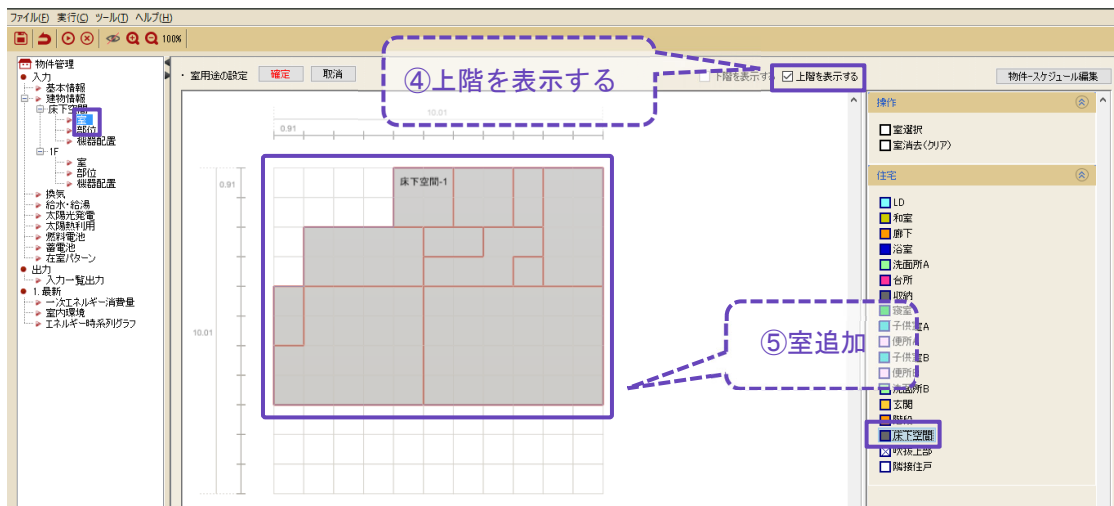 ファイル(F) 実行(C) ツール(T) ヘルプ(H)
100%
物件管理
入力
基本情報
建物情報
床下空間
室
部位
機器配置
1F
室
部位
機器配置
換気
給水・給湯
太陽光発電
太陽熱利用
燃料電池
蓄電池
在室パターン
出力
入力一覧出力
1.最新
一次エネルギー消費量
室内環境
エネルギー時系列グラフ
・ 室用途の設定 確定 取消
下階を表示する 上階を表示する
物件-スケジュール編集
④上階を表示する
10.01
0.91
0.91
10.01
床下空間-1
⑤室追加
操作
室選択
室消去(クリア)
住宅
LD
和室
廊下
浴室
洗面所A
台所
収納
寝室
子供室A
便所A
子供室B
便所B
洗面所B
玄関
階段
床下空間
吹抜上部
隣接住戸